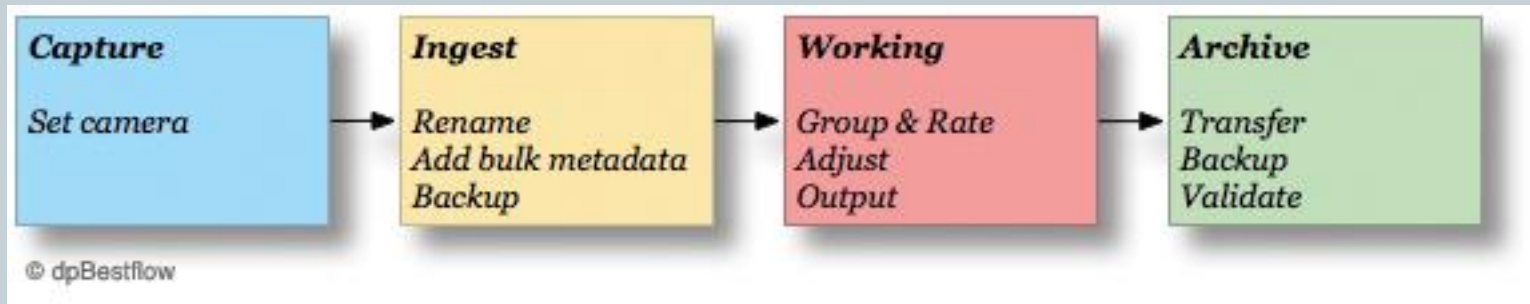 Capture
Set camera
Ingest
Rename
Add bulk metadata
Backup
Working
Group & Rate
Adjust
Output
Archive
Transfer
Backup
Validate
© dpBestflow